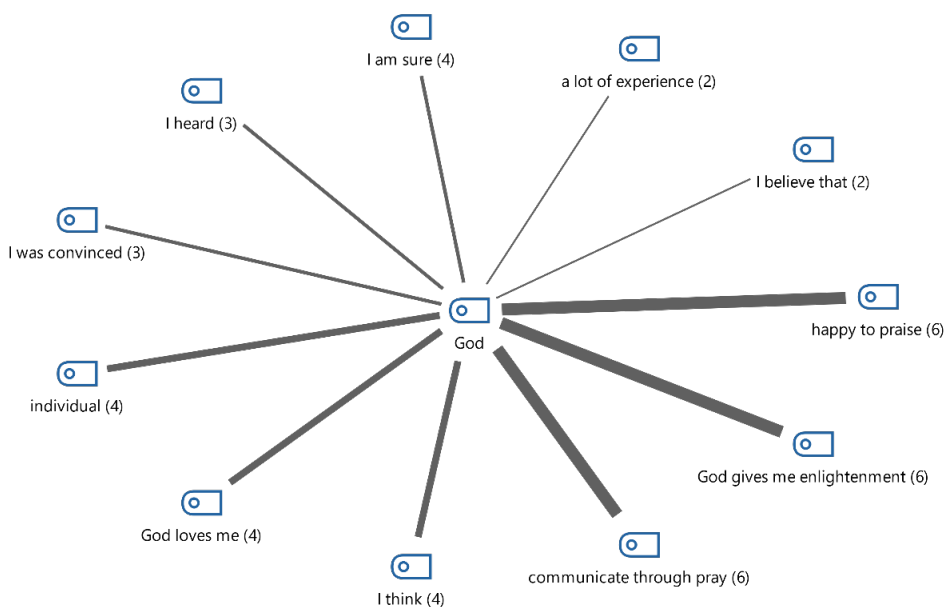 I am sure (4)
a lot of experience (2)
I heard (3)
I believe that (2)
I was convinced (3)
happy to praise (6)
God
individual (4)
God gives me enlightenment (6)
God loves me (4)
communicate through pray (6)
I think (4)